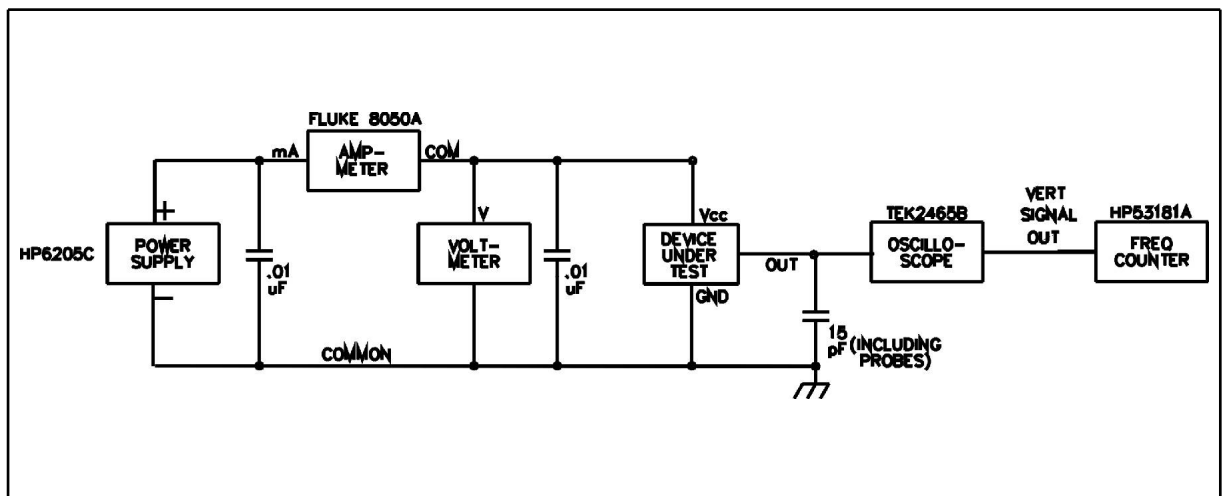 FLUKE 8050A
mA
AMP-
METER
COM
+
HP6205C
POWER
SUPPLY
−
.01
uF
V
VOLT-
METER
.01
uF
Vcc
DEVICE
UNDER
TEST
GND
OUT
TEK2465B
OSCILLO-
SCOPE
VERT
SIGNAL
OUT
HP53181A
FREQ
COUNTER
COMMON
15
pF (INCLUDING
PROBES)